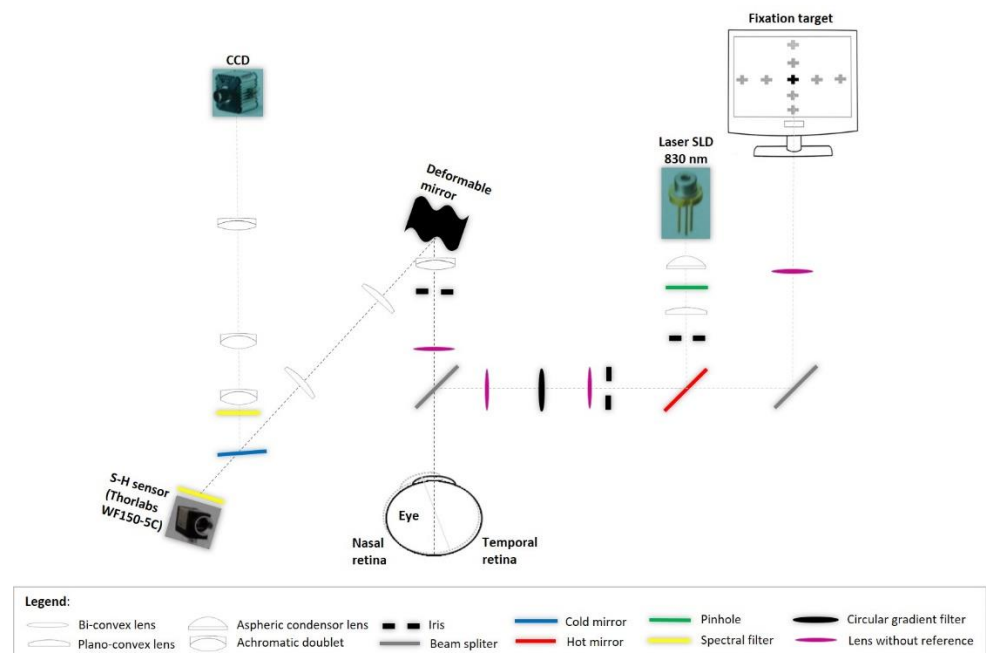 Fixation target
CCD
Laser SLD
830 nm
Deformable
mirror
S-H sensor
(Thorlabs
WF150-5C)
Eye
Nasal
retina
Temporal
retina
Legend:
Bi-convex lens
Aspheric condensor lens
Iris
Cold mirror
Pinhole
Circular gradient filter
Plano-convex lens
Achromatic doublet
Beam spliter
Hot mirror
Spectral filter
Lens without reference